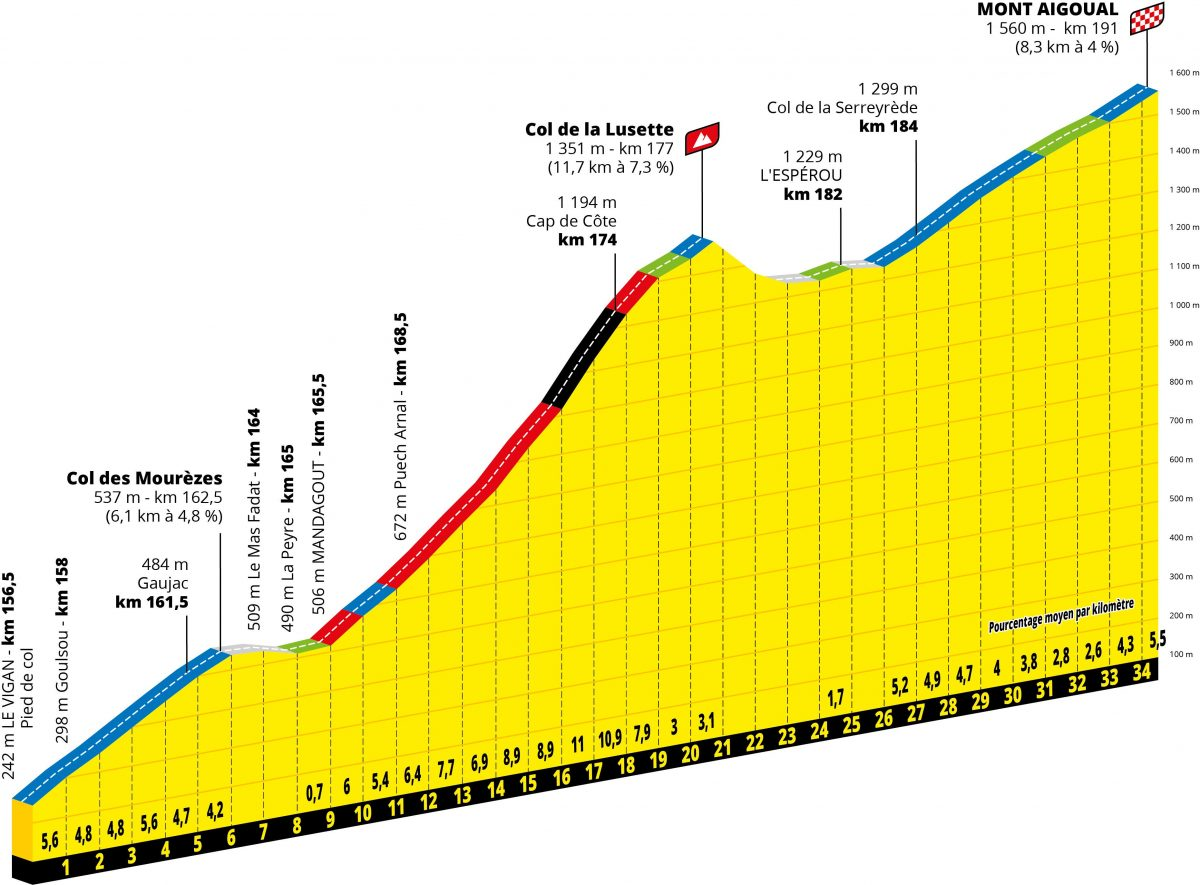 MONT AIGOUAL
1 560 m - km 191
(8,3 km à 4 %)
1 299 m
Col de la Serreyrède
km 184
Col de la Lusette
1 351 m - km 177
(11,7 km à 7,3 %)
1 229 m
L'ESPÉROU
km 182
1 194 m
Cap de Côte
km 174
672 m Puech Arnal - km 168,5
506 m MANDAGOUT - km 165,5
490 m La Peyre - km 165
509 m Le Mas Fadat - km 164
Col des Mourèzes
537 m - km 162,5
(6,1 km à 4,8 %)
484 m
Gaujac
km 161,5
298 m Goulsou - km 158
242 m LE VIGAN - km 156,5
Pied de col
1 600 m
1 500 m
1 400 m
1 300 m
1 200 m
1 100 m
1 000 m
900 m
800 m
700 m
600 m
500 m
400 m
300 m
200 m
100 m
Pourcentage moyen par kilomètre
5,6 4,8 4,8 5,6 4,7 4,2 0,7 6 5,4 6,4 7,7 6,9 8,9 8,9 11 10,9 7,9 3 3,1 1,7 5,2 4,9 4,7 4 3,8 2,8 2,6 4,3 5,5
1 2 3 4 5 6 7 8 9 10 11 12 13 14 15 16 17 18 19 20 21 22 23 24 25 26 27 28 29 30 31 32 33 34